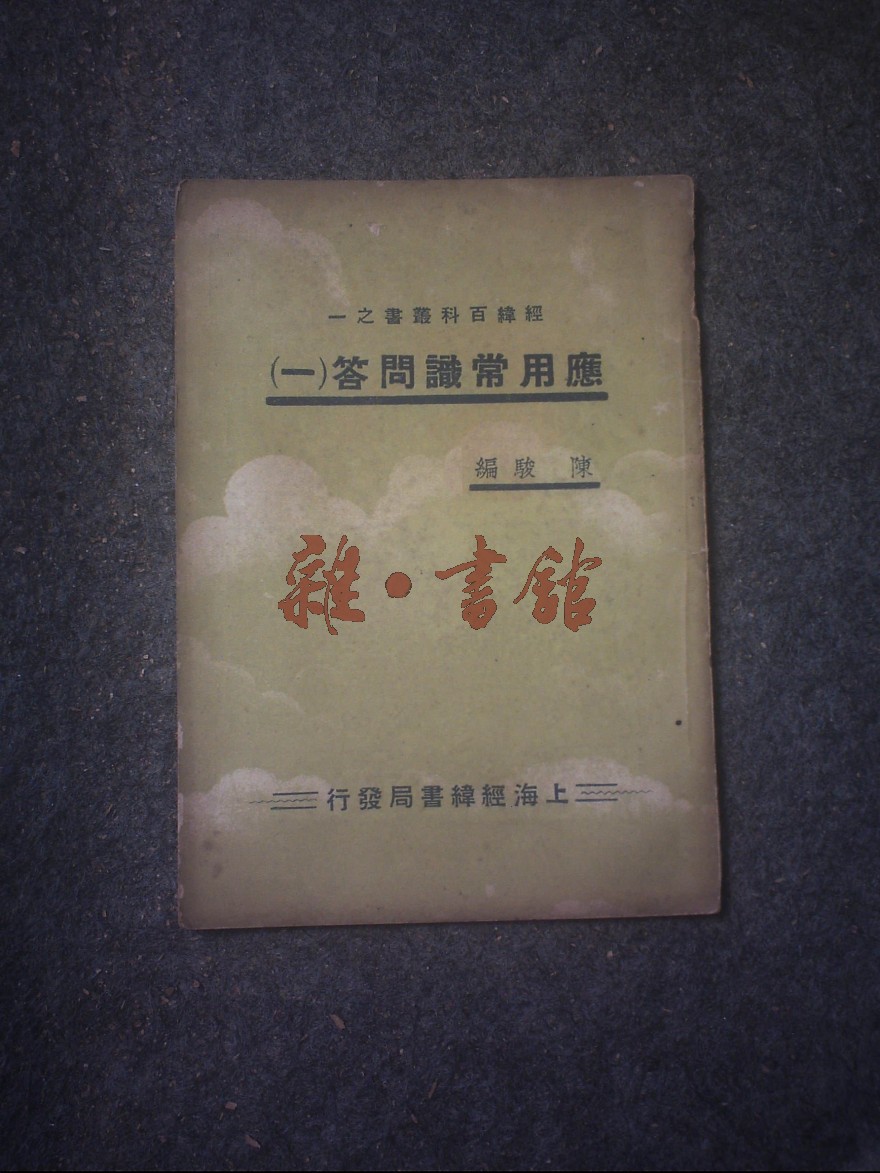 經緯百科叢書之一
應用常識問答(一)
陳 駿編
雜·書館
上海經緯書局發行